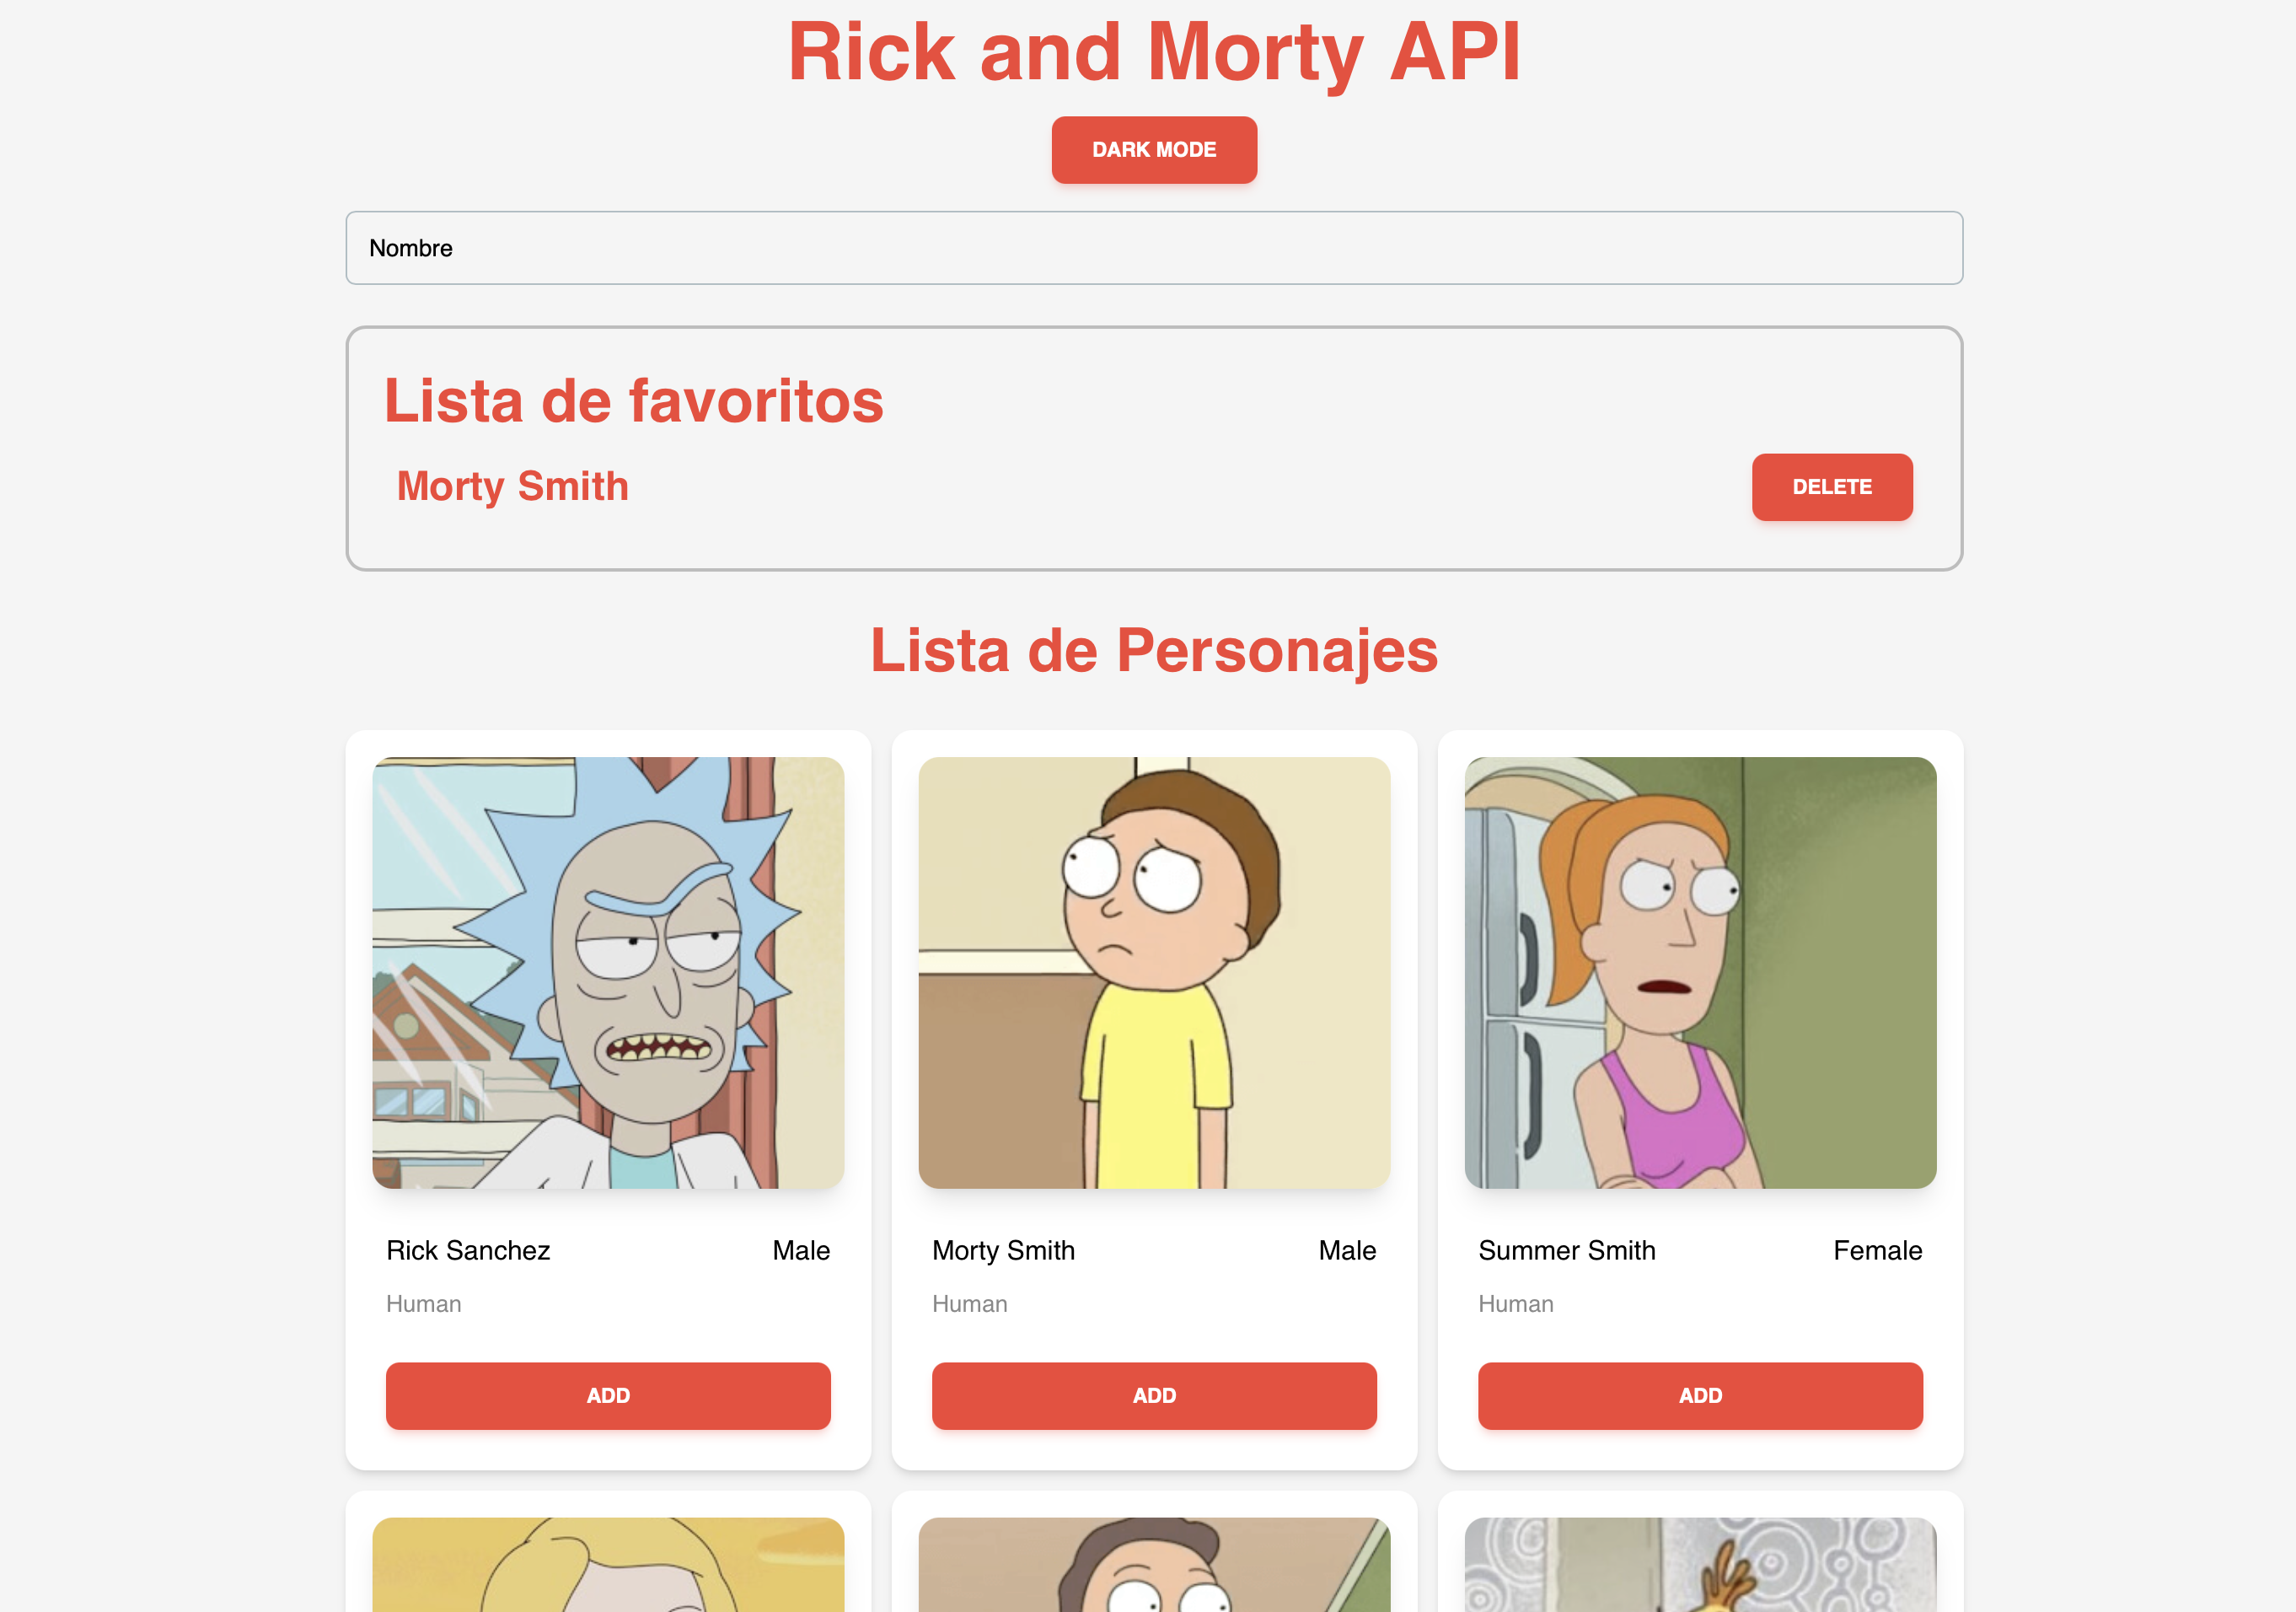 Rick and Morty API
DARK MODE
Nombre
Lista de favoritos
Morty Smith DELETE
Lista de Personajes
Rick Sanchez Male
Human
ADD
Morty Smith Male
Human
ADD
Summer Smith Female
Human
ADD